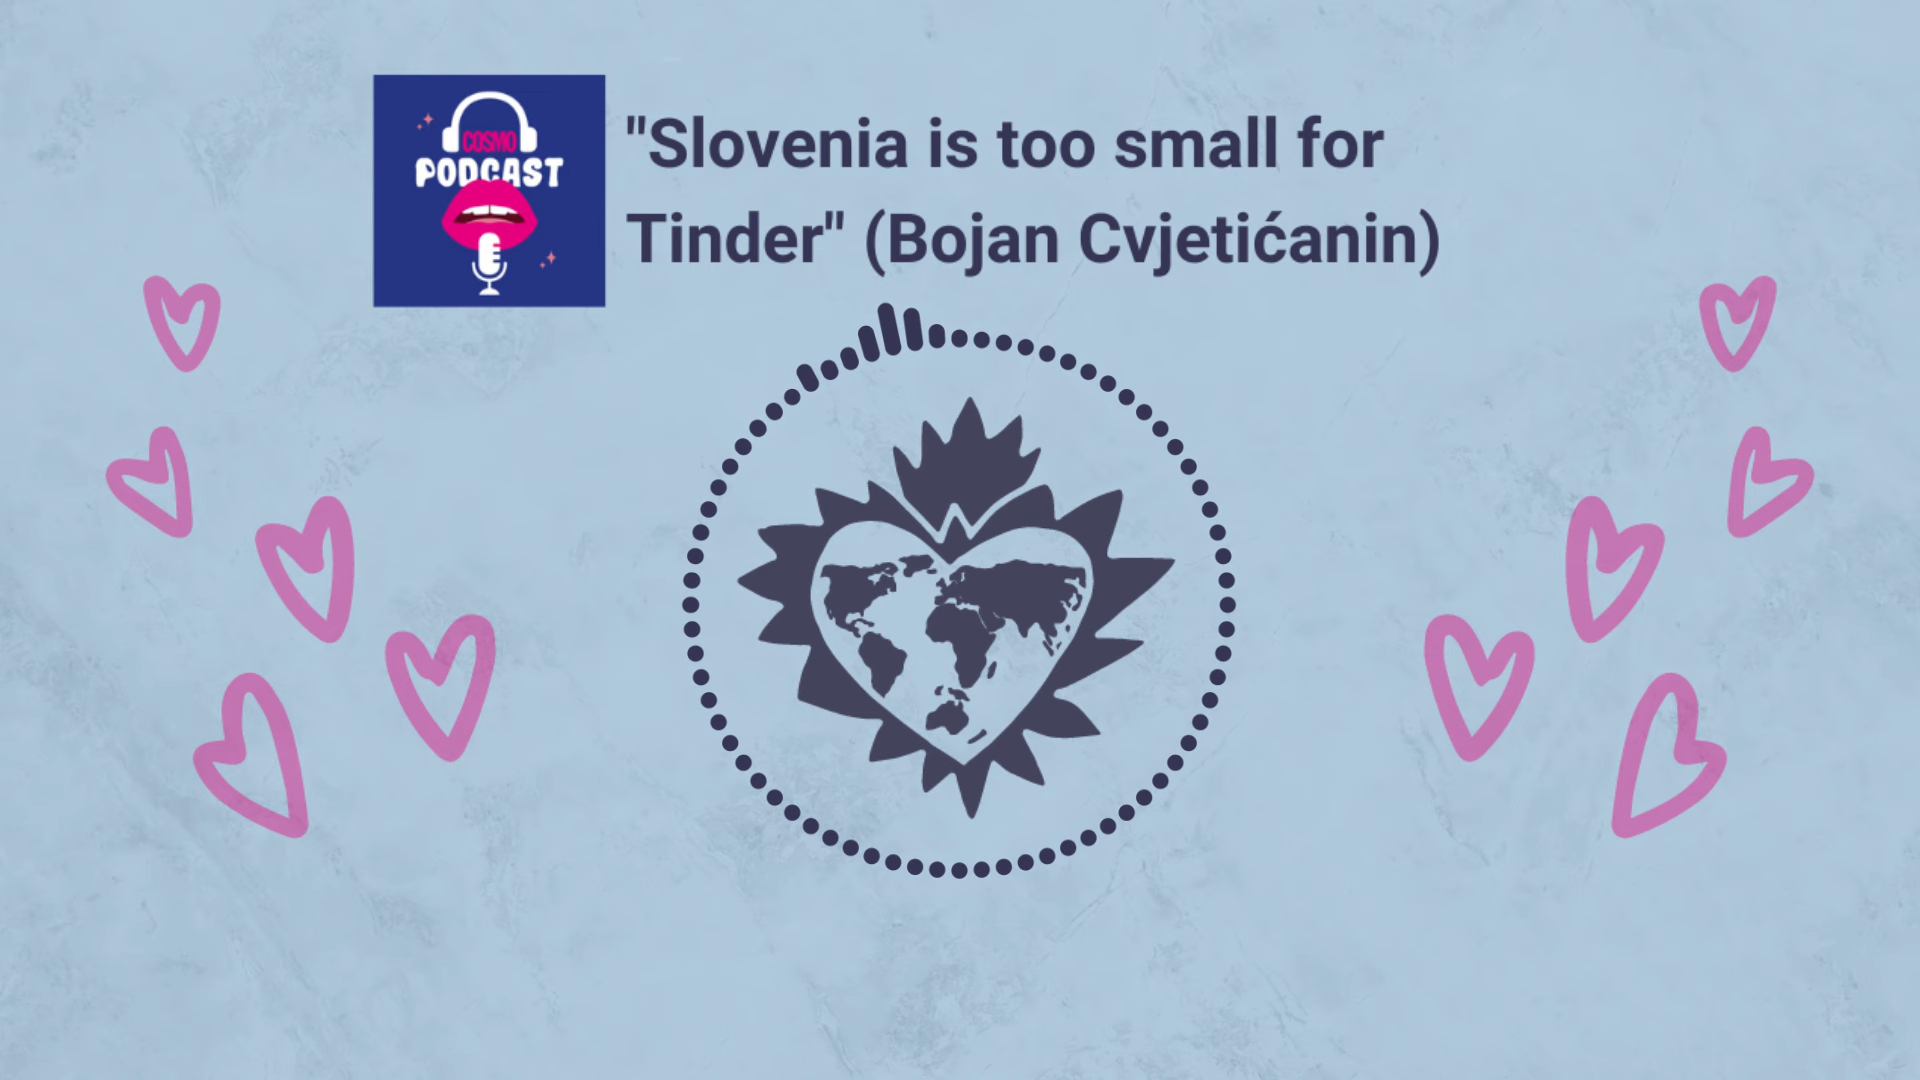 COSMO
PODCAST
"Slovenia is too small for
Tinder" (Bojan Cvjetićanin)